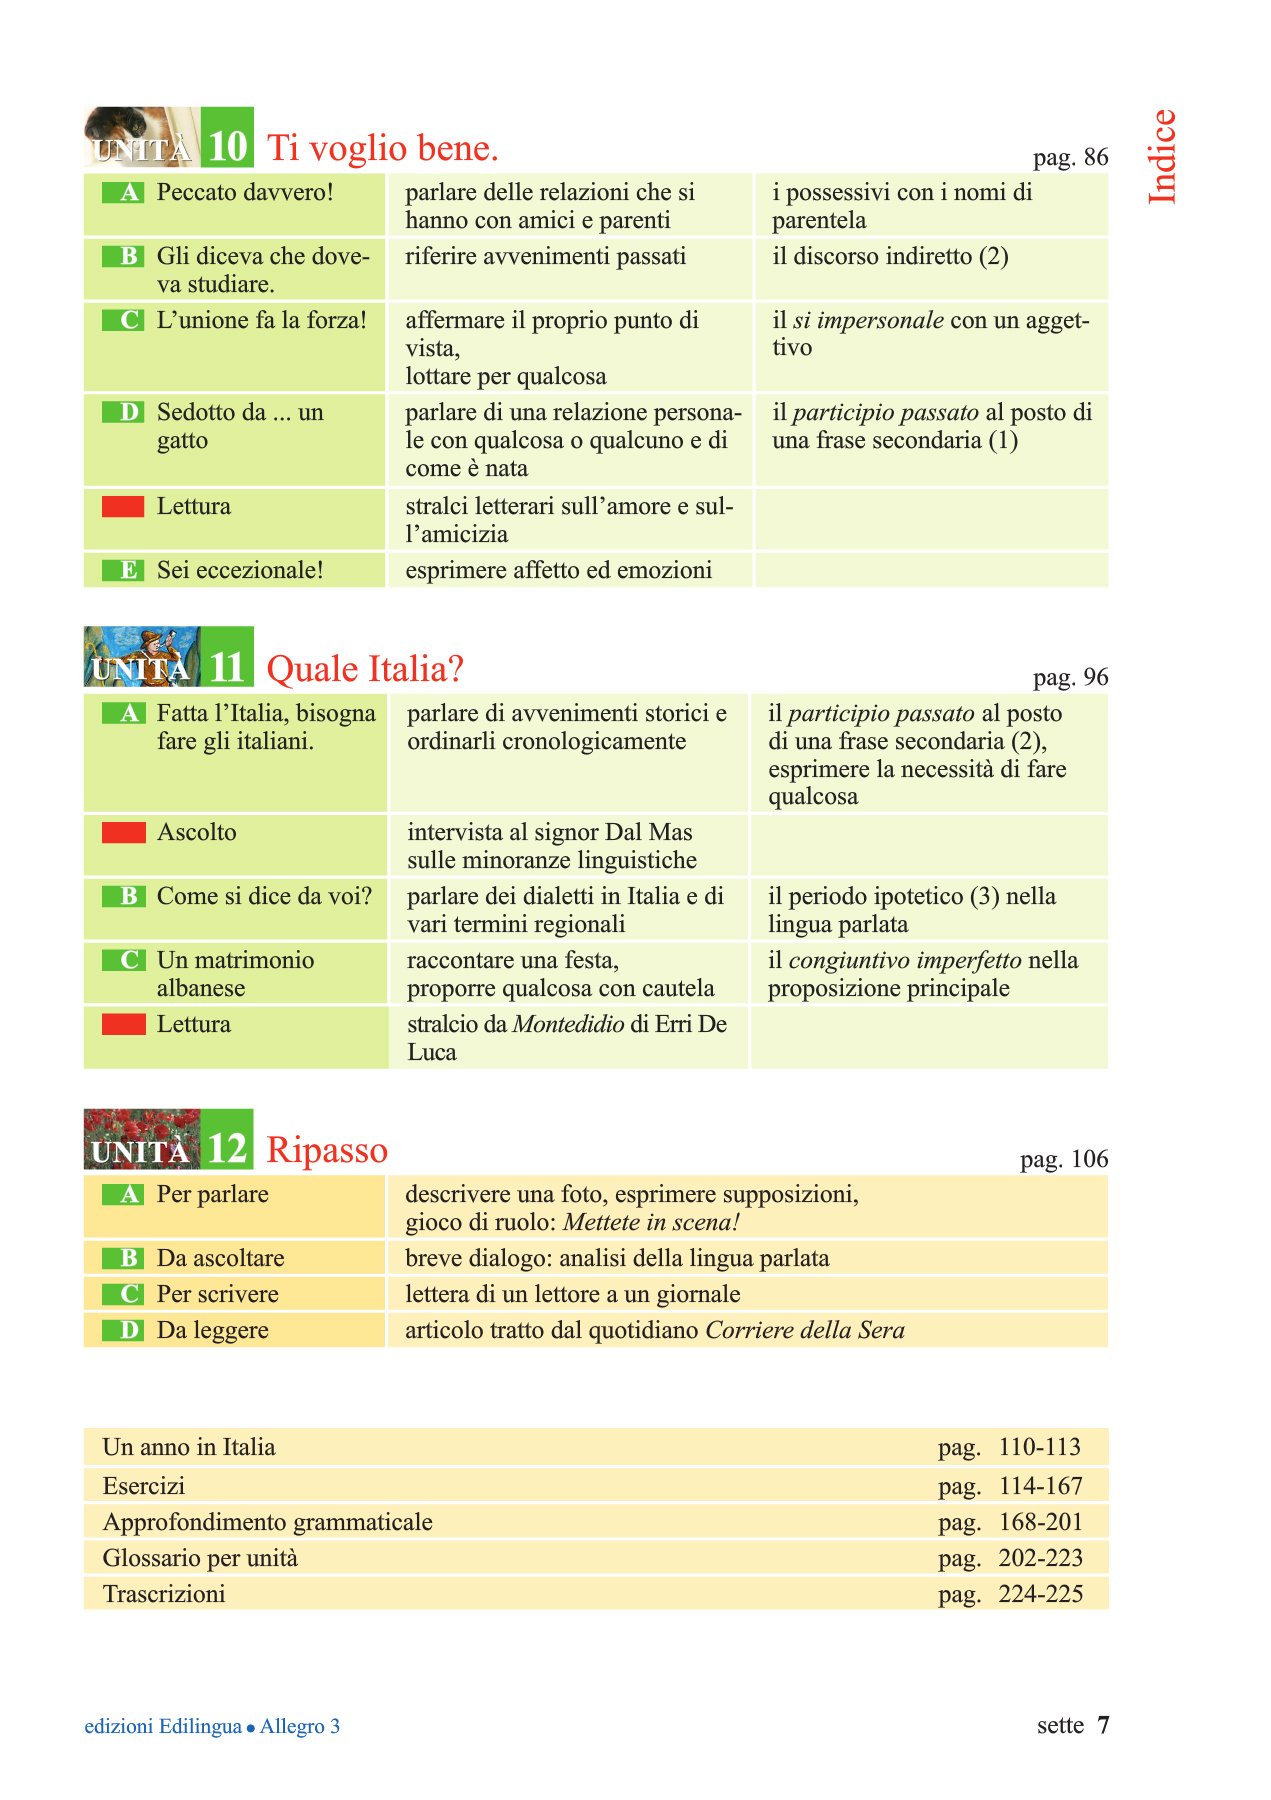 Indice
UNITÀ 10 Ti voglio bene. pag. 86
A Peccato davvero! parlare delle relazioni che si i possessivi con i nomi di
hanno con amici e parenti parentela
B Gli diceva che dove- riferire avvenimenti passati il discorso indiretto (2)
va studiare.
C L'unione fa la forza! affermare il proprio punto di il si impersonale con un agget-
vista, tivo
lottare per qualcosa
D Sedotto da ... un parlare di una relazione persona- il participio passato al posto di
gatto le con qualcosa o qualcuno e di una frase secondaria (1)
come è nata
Lettura stralci letterari sull'amore e sul-
l'amicizia
E Sei eccezionale! esprimere affetto ed emozioni
UNITÀ 11 Quale Italia? pag. 96
A Fatta l'Italia, bisogna parlare di avvenimenti storici e il participio passato al posto
fare gli italiani. ordinarli cronologicamente di una frase secondaria (2),
esprimere la necessità di fare
qualcosa
Ascolto intervista al signor Dal Mas
sulle minoranze linguistiche
B Come si dice da voi? parlare dei dialetti in Italia e di il periodo ipotetico (3) nella
vari termini regionali lingua parlata
C Un matrimonio raccontare una festa, il congiuntivo imperfetto nella
albanese proporre qualcosa con cautela proposizione principale
Lettura stralcio da Montedidio di Erri De
Luca
UNITÀ 12 Ripasso pag. 106
A Per parlare descrivere una foto, esprimere supposizioni,
gioco di ruolo: Mettete in scena!
B Da ascoltare breve dialogo: analisi della lingua parlata
C Per scrivere lettera di un lettore a un giornale
D Da leggere articolo tratto dal quotidiano Corriere della Sera
Un anno in Italia pag. 110-113
Esercizi pag. 114-167
Approfondimento grammaticale pag. 168-201
Glossario per unità pag. 202-223
Trascrizioni pag. 224-225
edizioni Edilingua • Allegro 3 sette 7